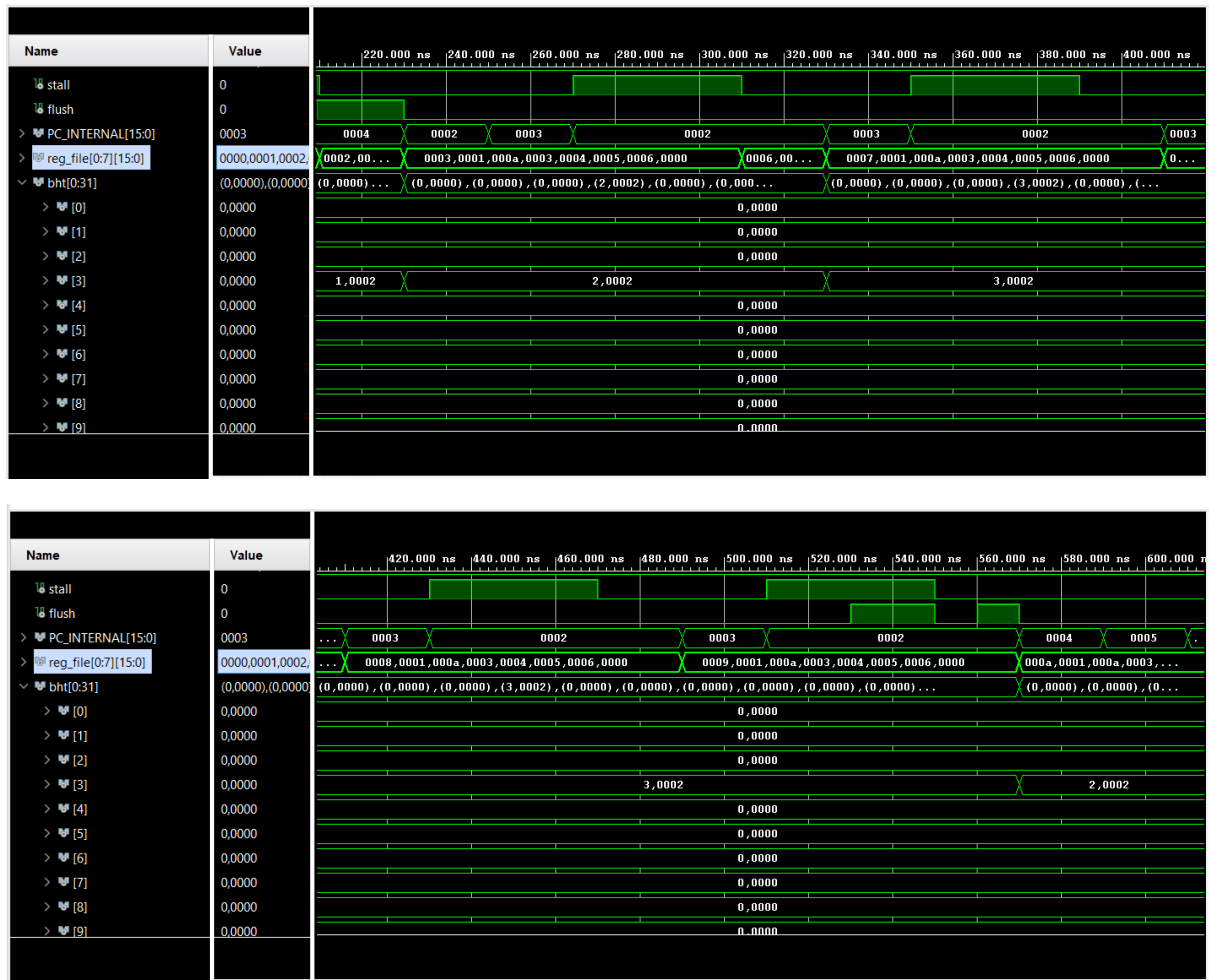 Name Value
220.000 ns 240.000 ns 260.000 ns 280.000 ns 300.000 ns 320.000 ns 340.000 ns 360.000 ns 380.000 ns 400.000 ns
stall 0
flush 0
PC_INTERNAL[15:0] 0003 0004 0002 0003 0002 0003 0002 0003
reg_file[0:7][15:0] 0000,0001,0002, 0002,00... 0003,0001,000a,0003,0004,0005,0006,0000 0006,00... 0007,0001,000a,0003,0004,0005,0006,0000 0...
bht[0:31] (0,0000),(0,0000) (0,0000)... (0,0000),(0,0000),(0,0000),(2,0002),(0,0000),(0,000... (0,0000),(0,0000),(0,0000),(3,0002),(0,0000),(...
[0] 0,0000 0,0000
[1] 0,0000 0,0000
[2] 0,0000 0,0000
[3] 0,0000 1,0002 2,0002 3,0002
[4] 0,0000 0,0000
[5] 0,0000 0,0000
[6] 0,0000 0,0000
[7] 0,0000 0,0000
[8] 0,0000 0,0000
[9] 0,0000 0,0000
Name Value
420.000 ns 440.000 ns 460.000 ns 480.000 ns 500.000 ns 520.000 ns 540.000 ns 560.000 ns 580.000 ns 600.000 n
stall 0
flush 0
PC_INTERNAL[15:0] 0003 ... 0003 0002 0003 0002 0004 0005 .
reg_file[0:7][15:0] 0000,0001,0002, ... 0008,0001,000a,0003,0004,0005,0006,0000 0009,0001,000a,0003,0004,0005,0006,0000 000a,0001,000a,0003,...
bht[0:31] (0,0000),(0,0000) (0,0000),(0,0000),(0,0000),(3,0002),(0,0000),(0,0000),(0,0000),(0,0000),(0,0000),(0,0000)... (0,0000),(0,0000),(0...
[0] 0,0000 0,0000
[1] 0,0000 0,0000
[2] 0,0000 0,0000
[3] 0,0000 3,0002 2,0002
[4] 0,0000 0,0000
[5] 0,0000 0,0000
[6] 0,0000 0,0000
[7] 0,0000 0,0000
[8] 0,0000 0,0000
[9] 0,0000 0,0000